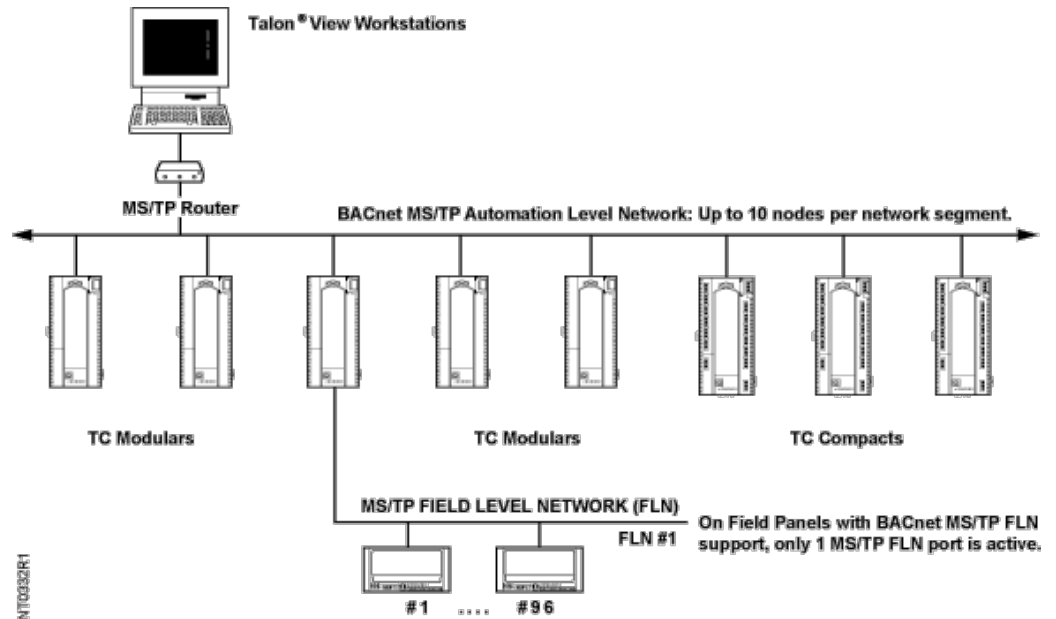 Talon® View Workstations
MS/TP Router
BACnet MS/TP Automation Level Network: Up to 10 nodes per network segment.
TC Modulars
TC Modulars
TC Compacts
MS/TP FIELD LEVEL NETWORK (FLN)
FLN #1
On Field Panels with BACnet MS/TP FLN
support, only 1 MS/TP FLN port is active.
#1 .... #96
NT0332R1